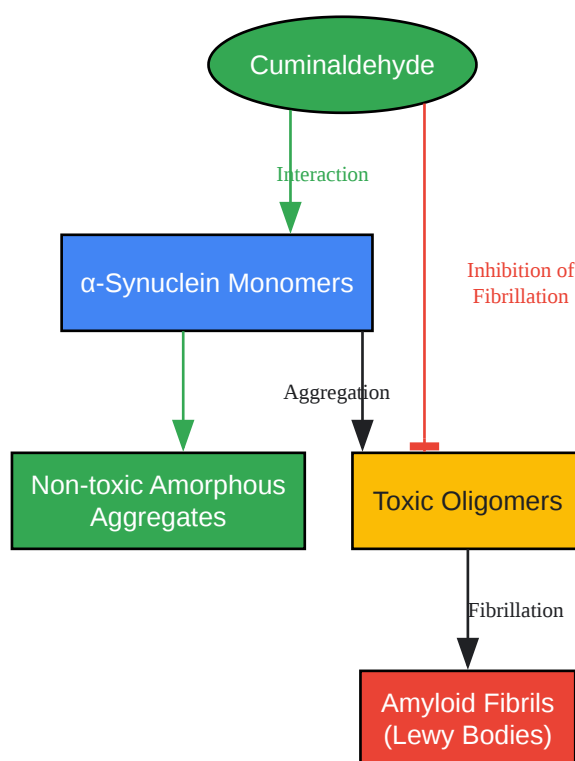 Cuminaldehyde
Interaction
α-Synuclein Monomers
Inhibition of
Fibrillation
Aggregation
Non-toxic Amorphous
Aggregates
Toxic Oligomers
Fibrillation
Amyloid Fibrils
(Lewy Bodies)